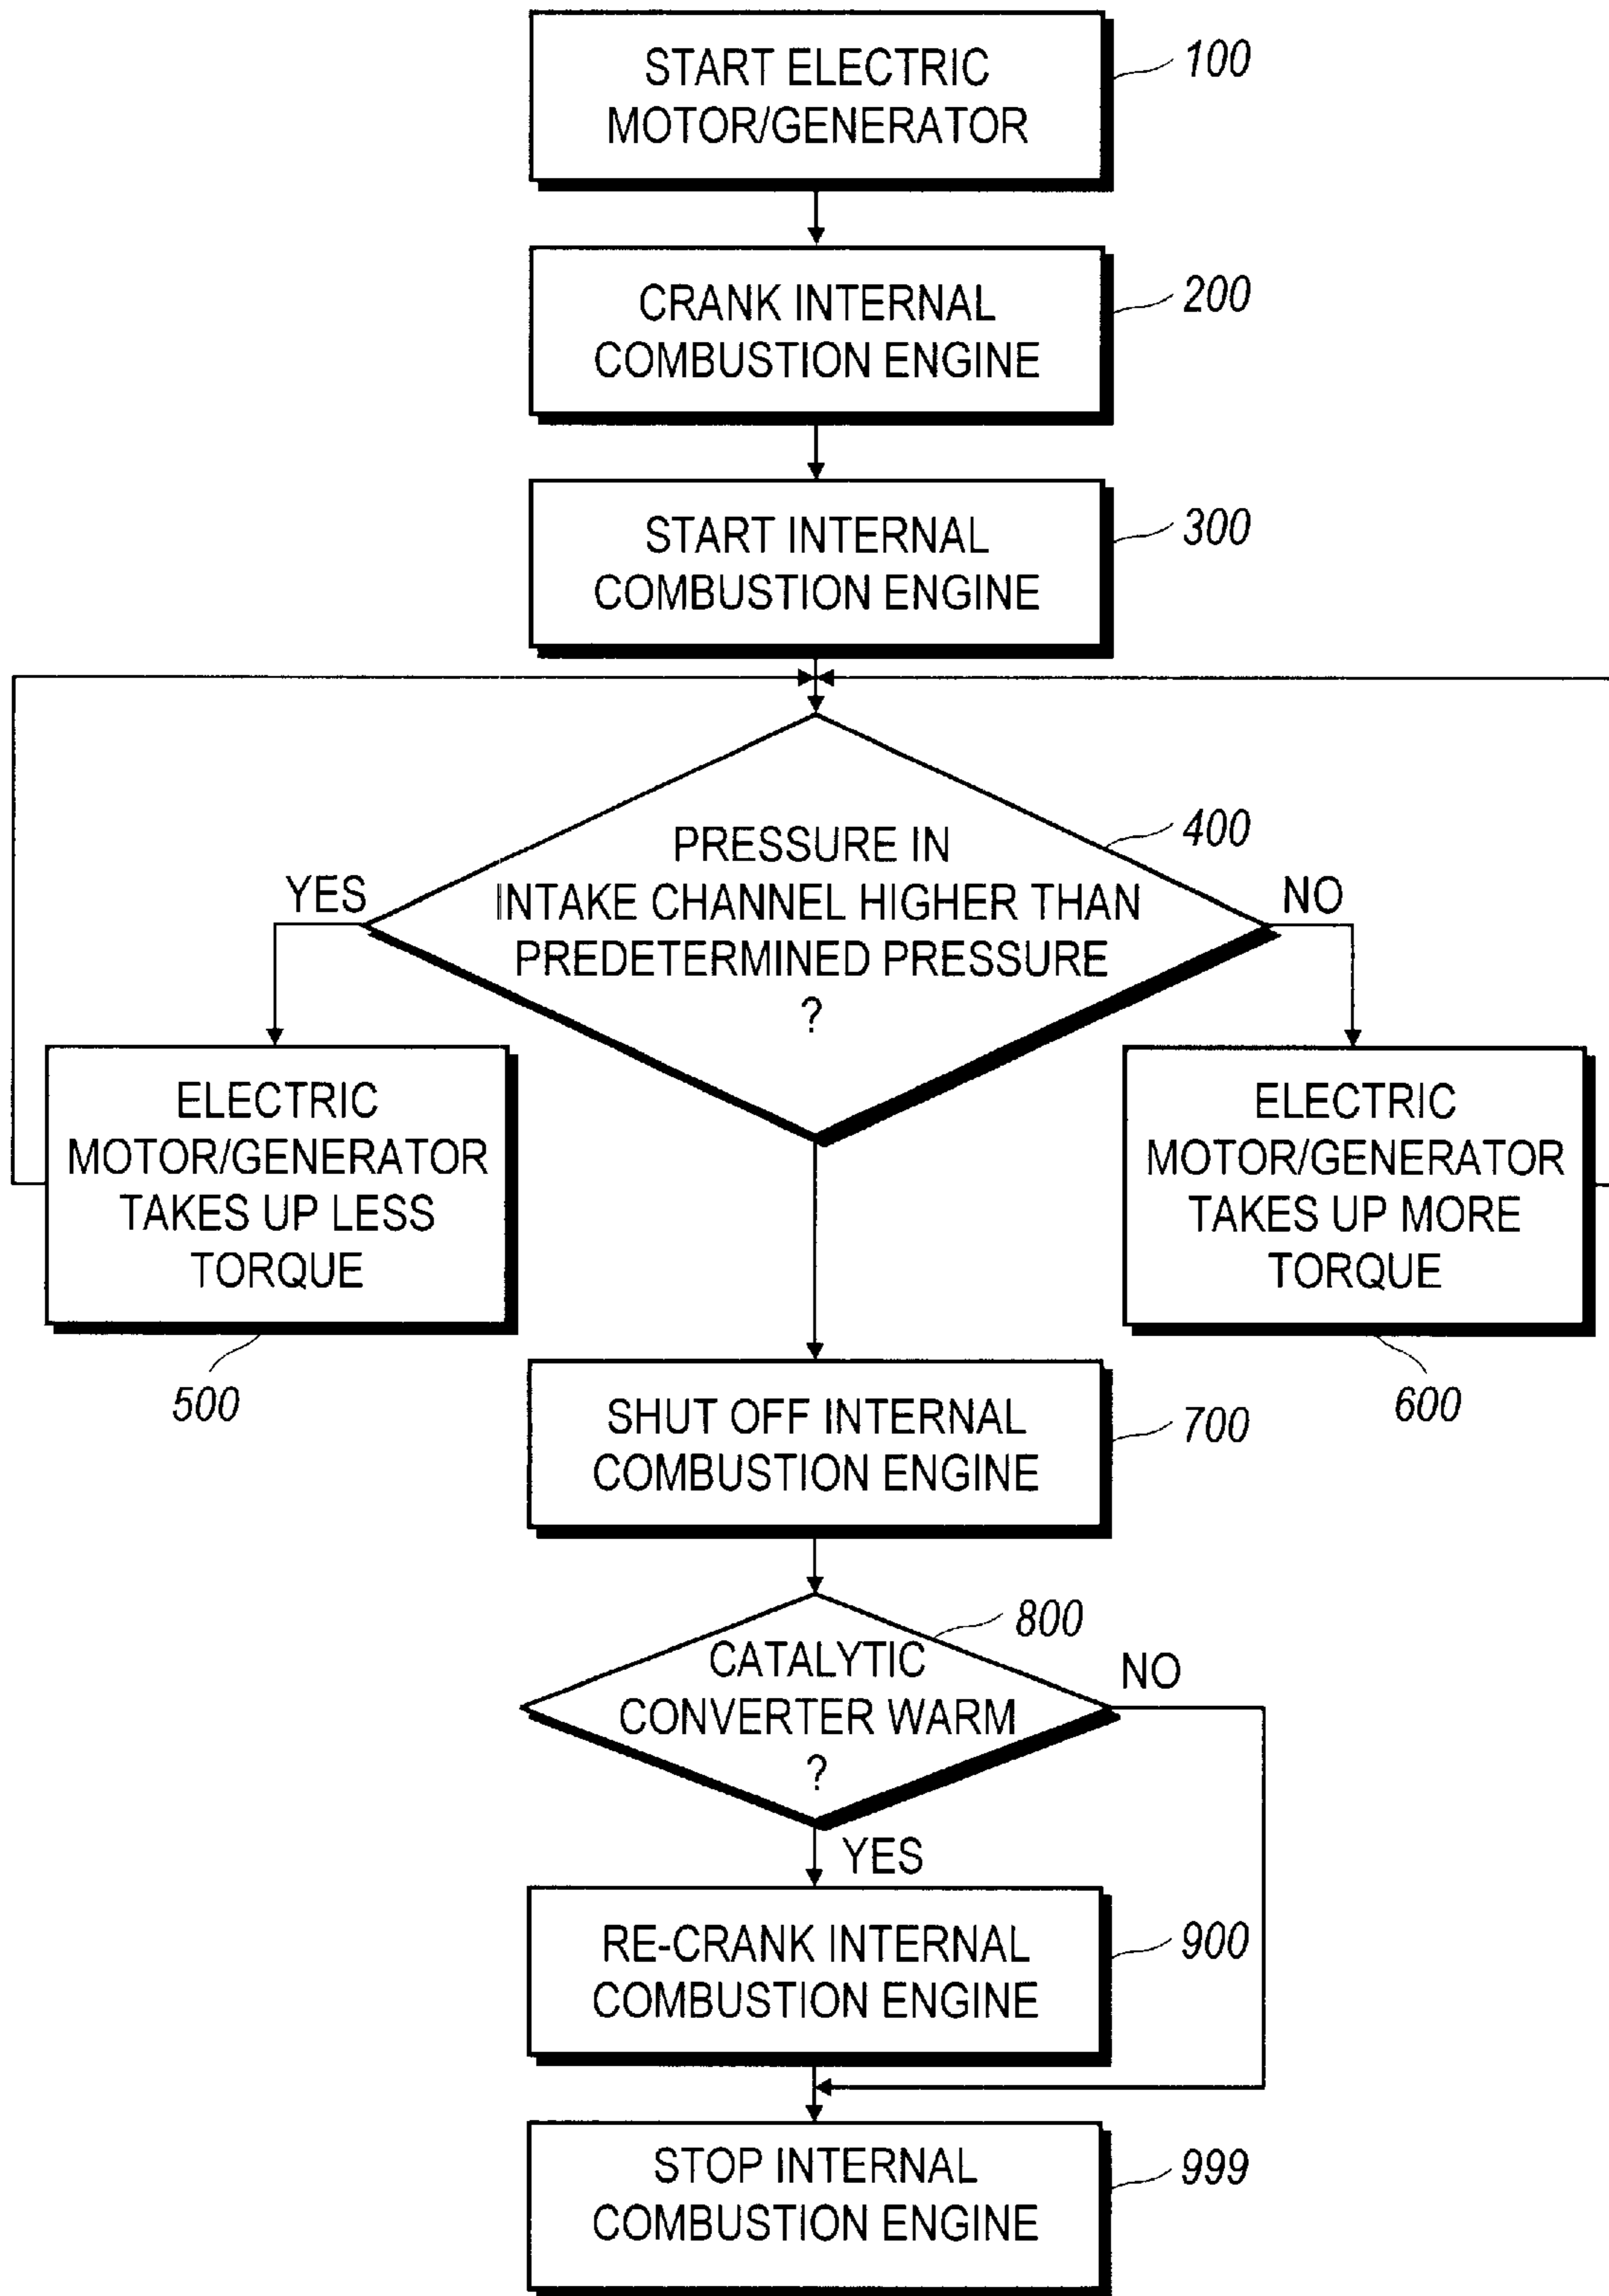 START ELECTRIC
MOTOR/GENERATOR
100
CRANK INTERNAL
COMBUSTION ENGINE
200
START INTERNAL
COMBUSTION ENGINE
300
PRESSURE IN
INTAKE CHANNEL HIGHER THAN
PREDETERMINED PRESSURE
?
400
YES
NO
ELECTRIC
MOTOR/GENERATOR
TAKES UP LESS
TORQUE
500
ELECTRIC
MOTOR/GENERATOR
TAKES UP MORE
TORQUE
600
SHUT OFF INTERNAL
COMBUSTION ENGINE
700
CATALYTIC
CONVERTER WARM
?
800
NO
YES
RE-CRANK INTERNAL
COMBUSTION ENGINE
900
STOP INTERNAL
COMBUSTION ENGINE
999